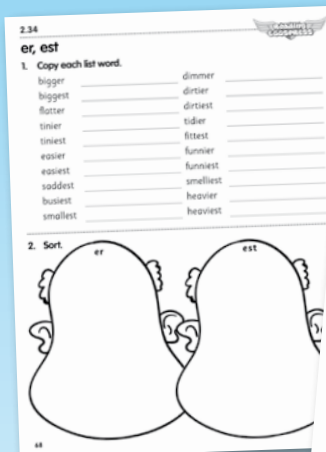 2.34
er, est
1. Copy each list word.
bigger
biggest
flatter
tinier
tiniest
easier
easiest
saddest
busiest
smallest
dimmer
dirtier
dirtiest
tidier
fittest
funnier
funniest
smelliest
heavier
heaviest
2. Sort.
er
est
68